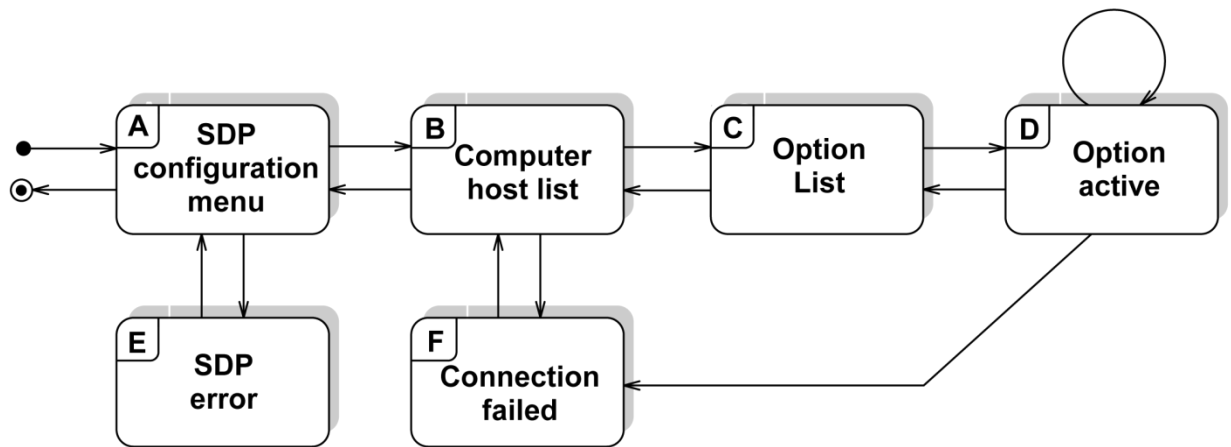 A
SDP
configuration
menu
B
Computer
host list
C
Option
List
D
Option
active
E
SDP
error
F
Connection
failed